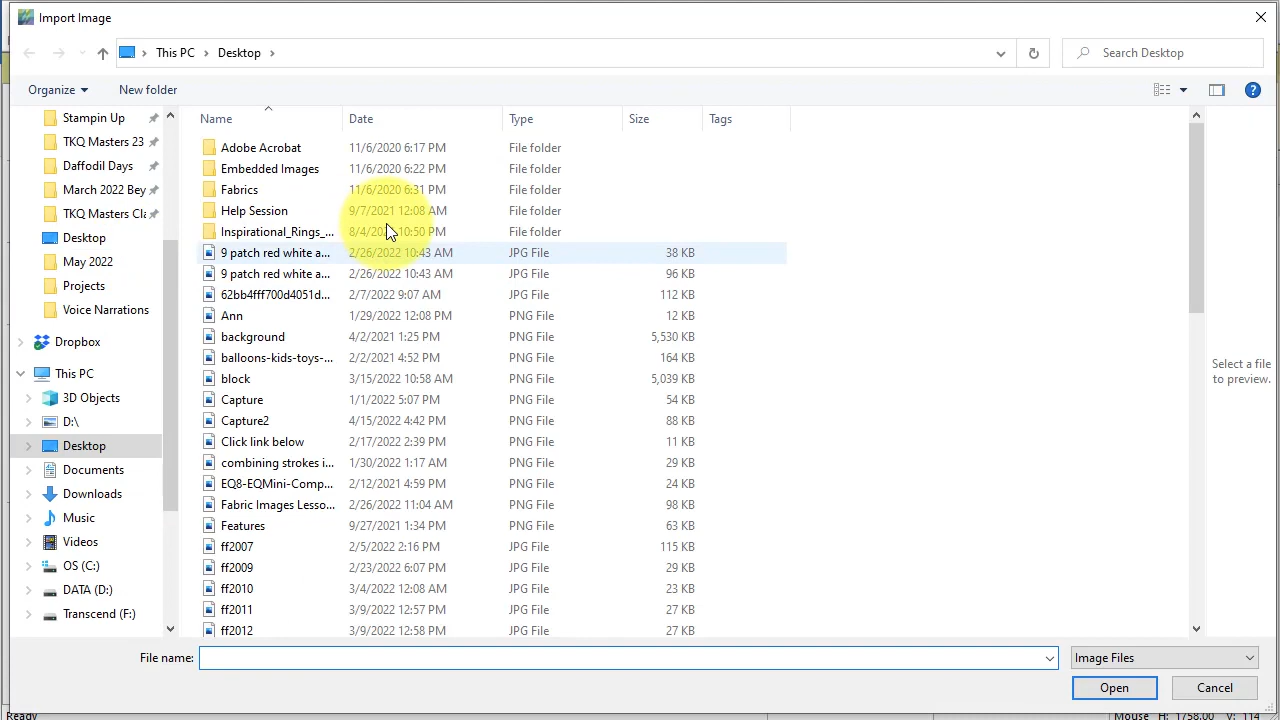 Import Image
This PC
Desktop
Search Desktop
Organize
New folder
Stampin Up
TKQ Masters 23
Daffodil Days
March 2022 Bey
TKQ Masters Cla
Desktop
May 2022
Projects
Voice Narrations
Dropbox
This PC
3D Objects
D:\
Desktop
Documents
Downloads
Music
Videos
OS (C:)
DATA (D:)
Transcend (F:)
Name Date Type Size Tags
Adobe Acrobat 11/6/2020 6:17 PM File folder
Embedded Images 11/6/2020 6:22 PM File folder
Fabrics 11/6/2020 6:31 PM File folder
Help Session 9/7/2021 12:08 AM File folder
Inspirational_Rings_... 8/4/20 10:50 PM File folder
9 patch red white a... 2/26/2022 10:43 AM JPG File 38 KB
9 patch red white a... 2/26/2022 10:43 AM JPG File 96 KB
62bb4fff700d4051d... 2/7/2022 9:07 AM JPG File 112 KB
Ann 1/29/2022 12:08 PM PNG File 12 KB
background 4/2/2021 1:25 PM PNG File 5,530 KB
balloons-kids-toys-... 2/2/2021 4:52 PM PNG File 164 KB
block 3/15/2022 10:58 AM PNG File 5,039 KB
Capture 1/1/2022 5:07 PM PNG File 54 KB
Capture2 4/15/2022 4:42 PM PNG File 88 KB
Click link below 2/17/2022 2:39 PM PNG File 11 KB
combining strokes i... 1/30/2022 1:17 AM PNG File 29 KB
EQ8-EQMini-Comp... 2/12/2021 4:59 PM PNG File 24 KB
Fabric Images Lesso... 2/26/2022 11:04 AM PNG File 98 KB
Features 9/27/2021 1:34 PM PNG File 63 KB
ff2007 2/5/2022 2:16 PM JPG File 115 KB
ff2009 2/23/2022 6:07 PM JPG File 29 KB
ff2010 3/4/2022 12:08 AM JPG File 23 KB
ff2011 3/9/2022 12:57 PM JPG File 27 KB
ff2012 3/9/2022 12:58 PM JPG File 27 KB
Select a file
to preview.
File name:
Image Files
Open
Cancel
Ready
Mouse H: 1758.00 V: 114